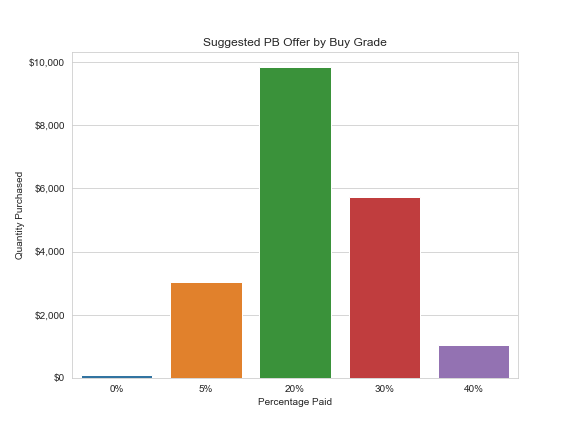 Suggested PB Offer by Buy Grade
$10,000
$8,000
$6,000
$4,000
$2,000
$0
Quantity Purchased
0% 5% 20% 30% 40%
Percentage Paid